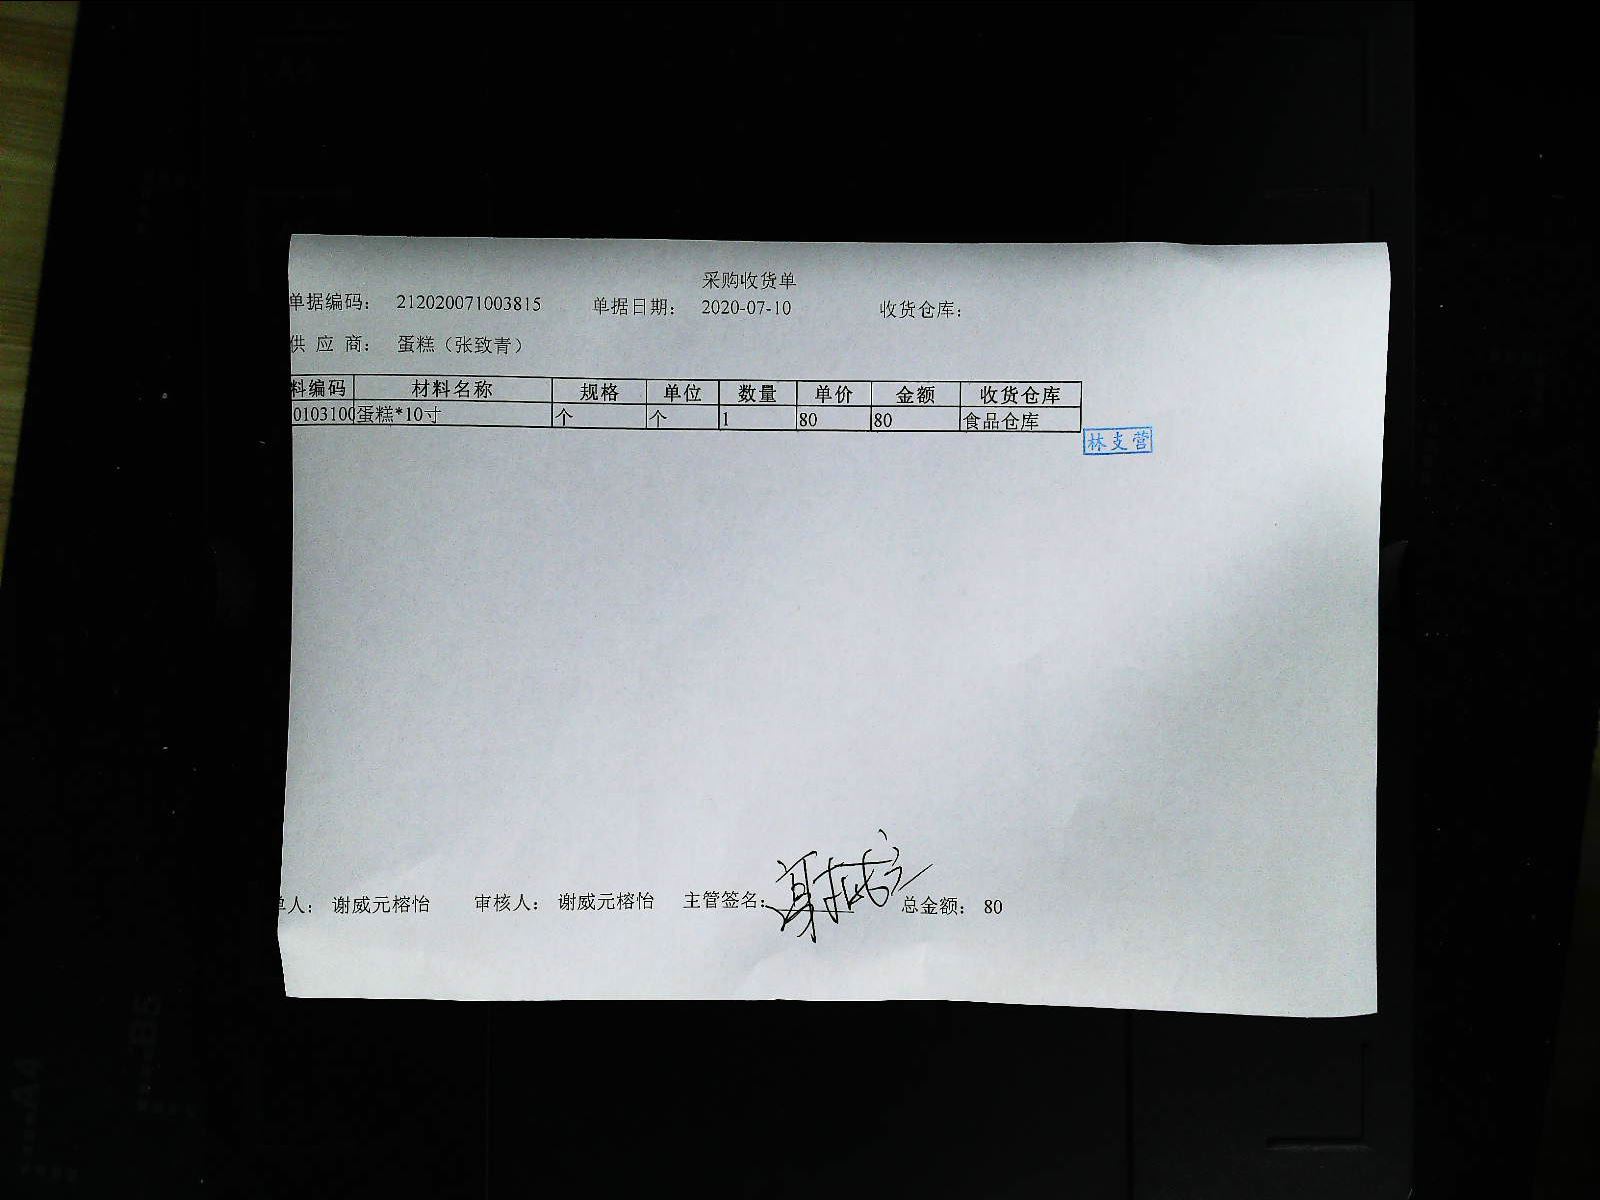 采购收货单
单据编码： 212020071003815 单据日期： 2020-07-10 收货仓库：
供 应 商： 蛋糕（张致青）
料编码 材料名称 规格 单位 数量 单价 金额 收货仓库
0103100 蛋糕*10寸 个 个 1 80 80 食品仓库
林支营
单人： 谢威元榕怡 审核人： 谢威元榕怡 主管签名： 总金额： 80
A4
B5